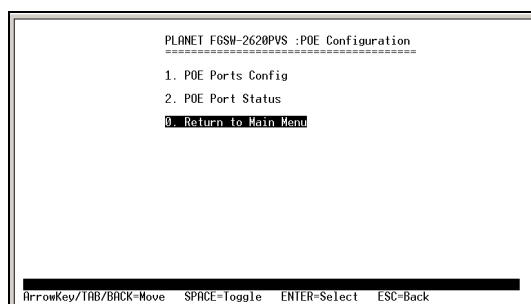 PLANET FGSW-2620PVS :POE Configuration
=======================================
1. POE Ports Config
2. POE Port Status
0. Return to Main Menu
ArrowKey/TAB/BACK=Move   SPACE=Toggle   ENTER=Select   ESC=Back